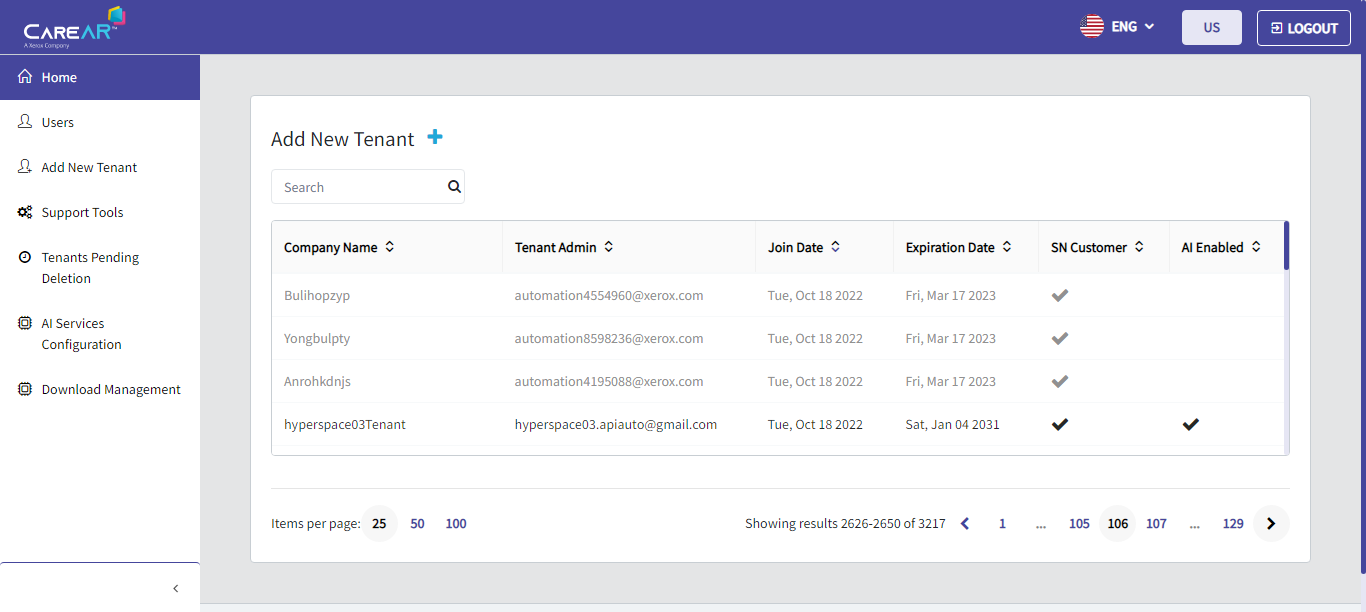 CAREAR™
A Xerox Company
ENG
US
LOGOUT
Home
Users
Add New Tenant
Support Tools
Tenants Pending
Deletion
AI Services
Configuration
Download Management
Add New Tenant
Search
Company Name Tenant Admin Join Date Expiration Date SN Customer AI Enabled
Bulihopzyp automation4554960@xerox.com Tue, Oct 18 2022 Fri, Mar 17 2023
Yongbulpty automation8598236@xerox.com Tue, Oct 18 2022 Fri, Mar 17 2023
Anrohkdnjs automation4195088@xerox.com Tue, Oct 18 2022 Fri, Mar 17 2023
hyperspace03Tenant hyperspace03.apiauto@gmail.com Tue, Oct 18 2022 Sat, Jan 04 2031
Items per page: 25 50 100 Showing results 2626-2650 of 3217 1 ... 105 106 107 ... 129